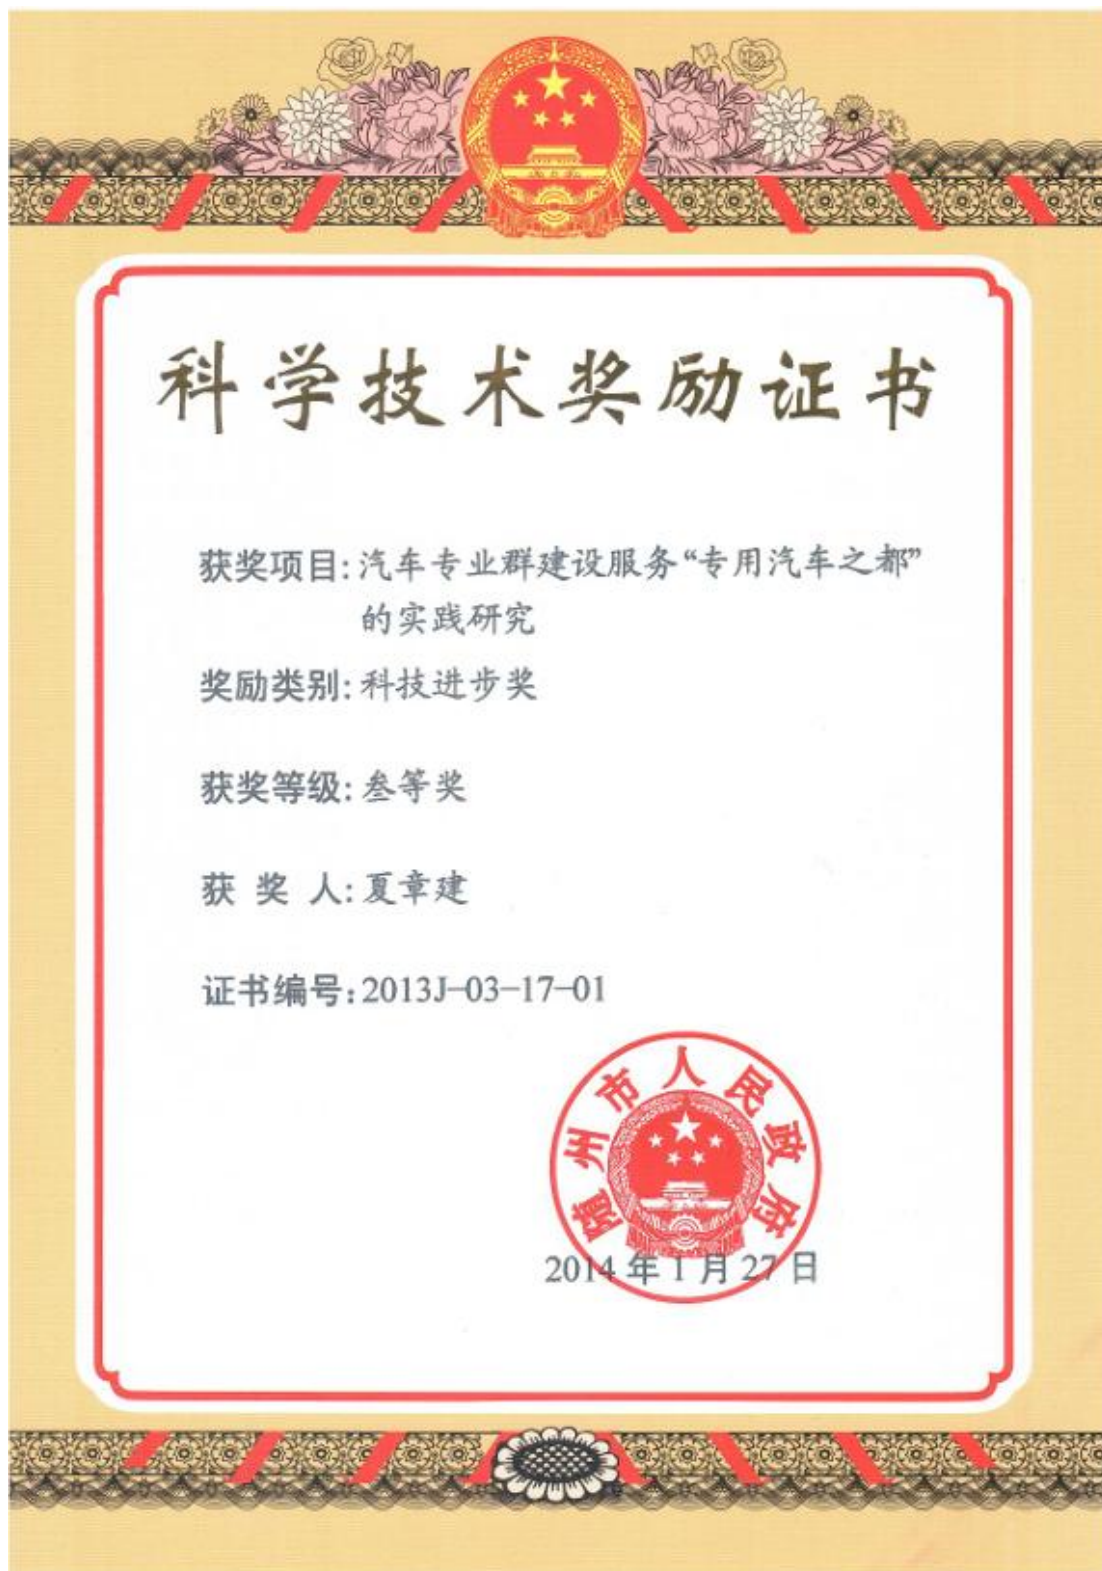 科学技术奖励证书
获奖项目:汽车专业群建设服务“专用汽车之都”
的实践研究
奖励类别:科技进步奖
获奖等级:叁等奖
获 奖 人:夏章建
证书编号:2013J-03-17-01
随州市人民政府
2014年1月27日